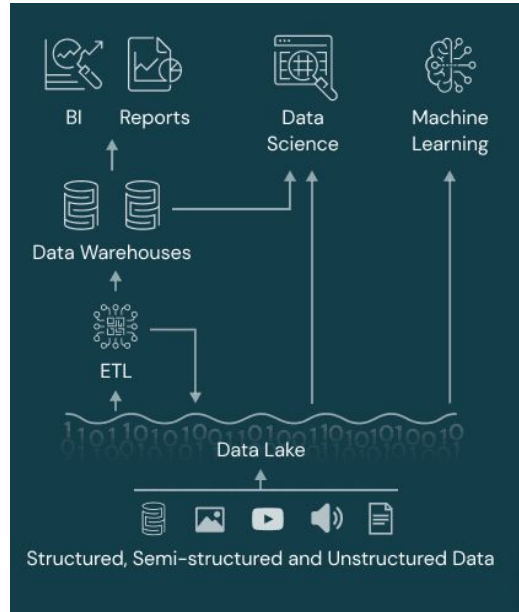 BI Reports Data Machine
Science Learning
Data Warehouses
ETL
Data Lake
Structured, Semi-structured and Unstructured Data